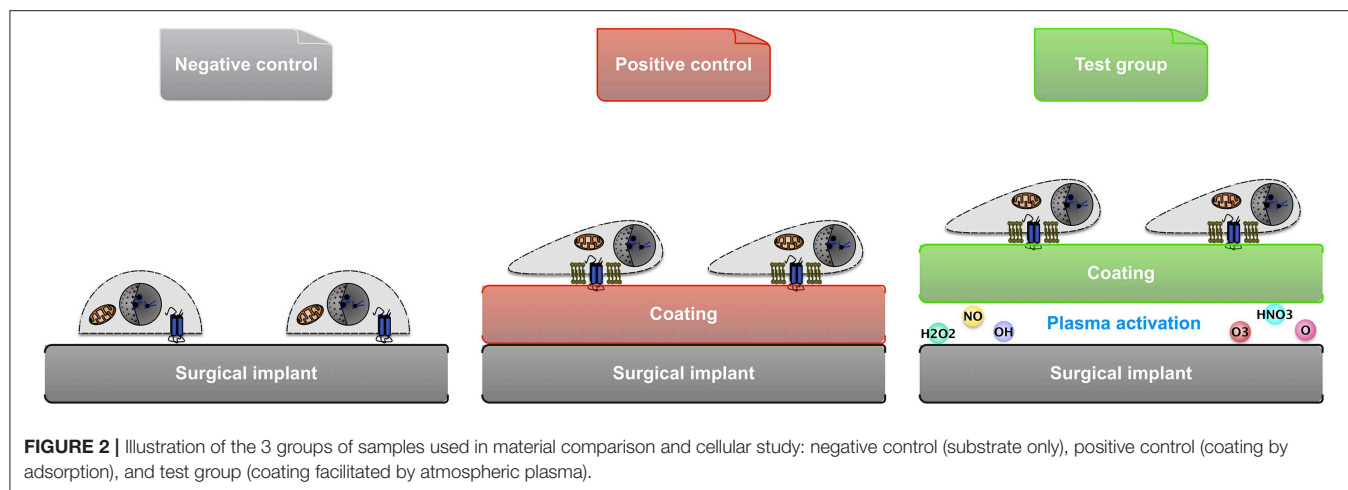 Negative control
Positive control
Test group
Coating
Coating
H2O2
NO
OH
Plasma activation
O3
HNO3
O
Surgical implant
Surgical implant
Surgical implant
FIGURE 2 | Illustration of the 3 groups of samples used in material comparison and cellular study: negative control (substrate only), positive control (coating by
adsorption), and test group (coating facilitated by atmospheric plasma).